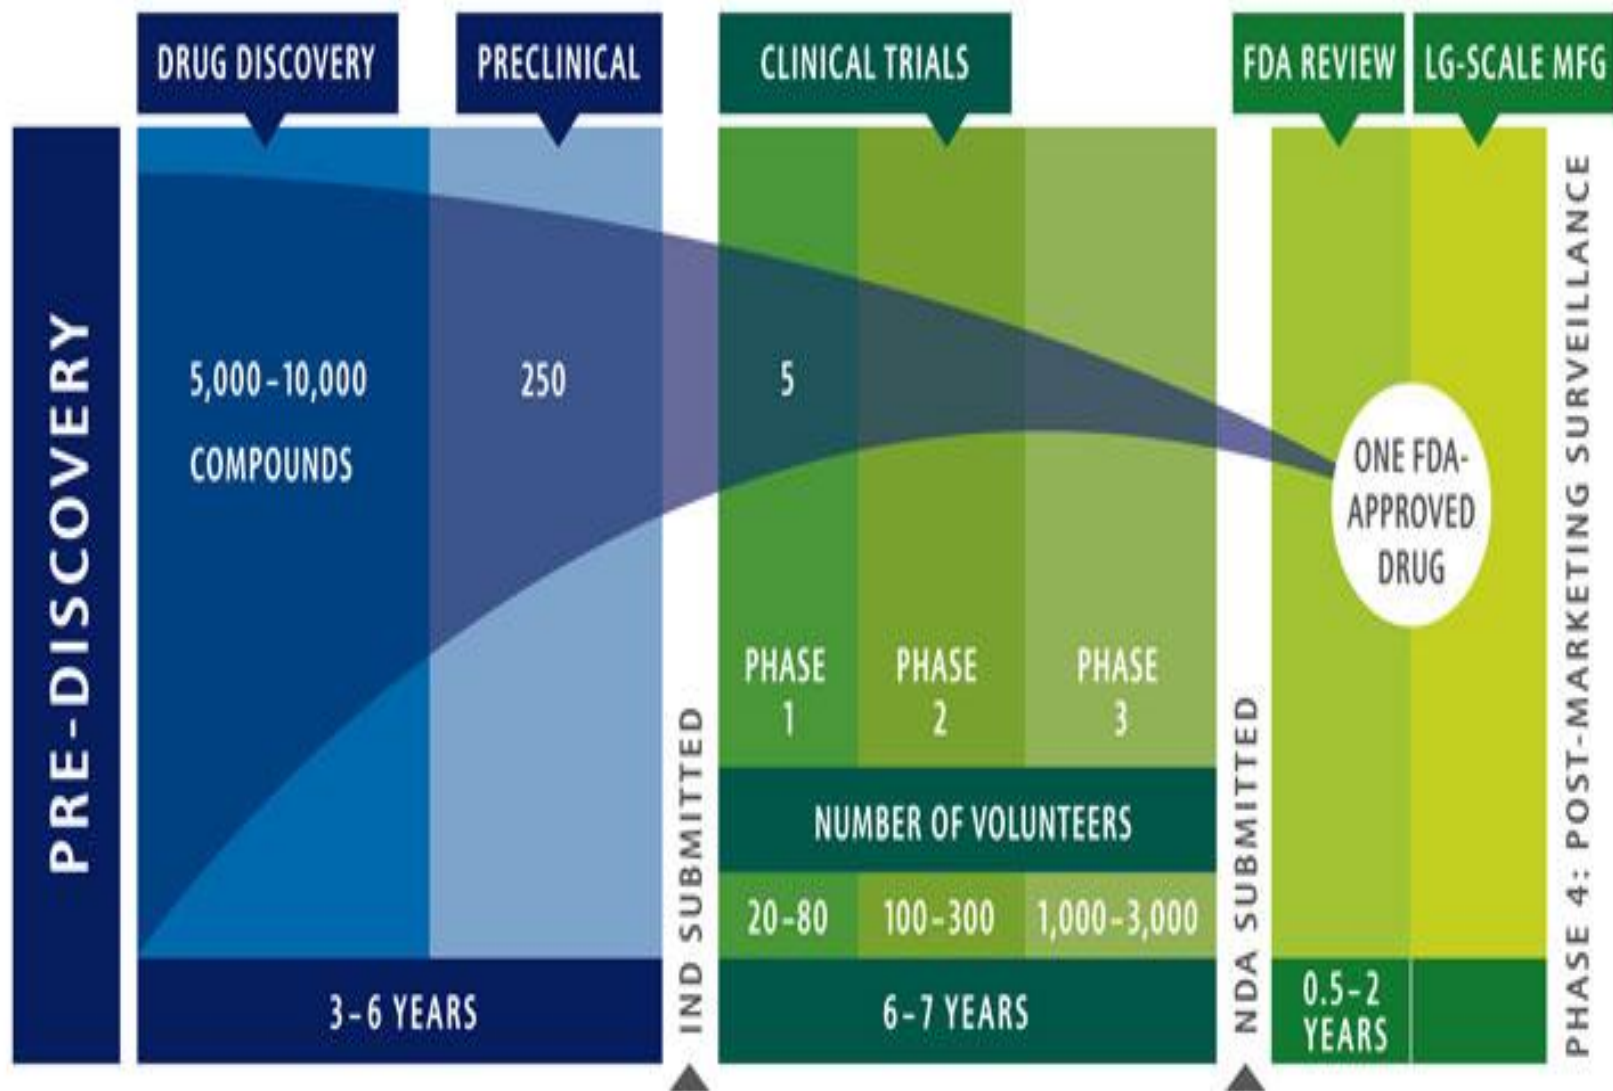 DRUG DISCOVERY
PRECLINICAL
CLINICAL TRIALS
FDA REVIEW
LG-SCALE MFG
PRE-DISCOVERY
5,000–10,000
COMPOUNDS
250
5
ONE FDA-
APPROVED
DRUG
PHASE
1
PHASE
2
PHASE
3
NUMBER OF VOLUNTEERS
20–80
100–300
1,000–3,000
3–6 YEARS
IND SUBMITTED
6–7 YEARS
NDA SUBMITTED
0.5–2
YEARS
PHASE 4: POST-MARKETING SURVEILLANCE